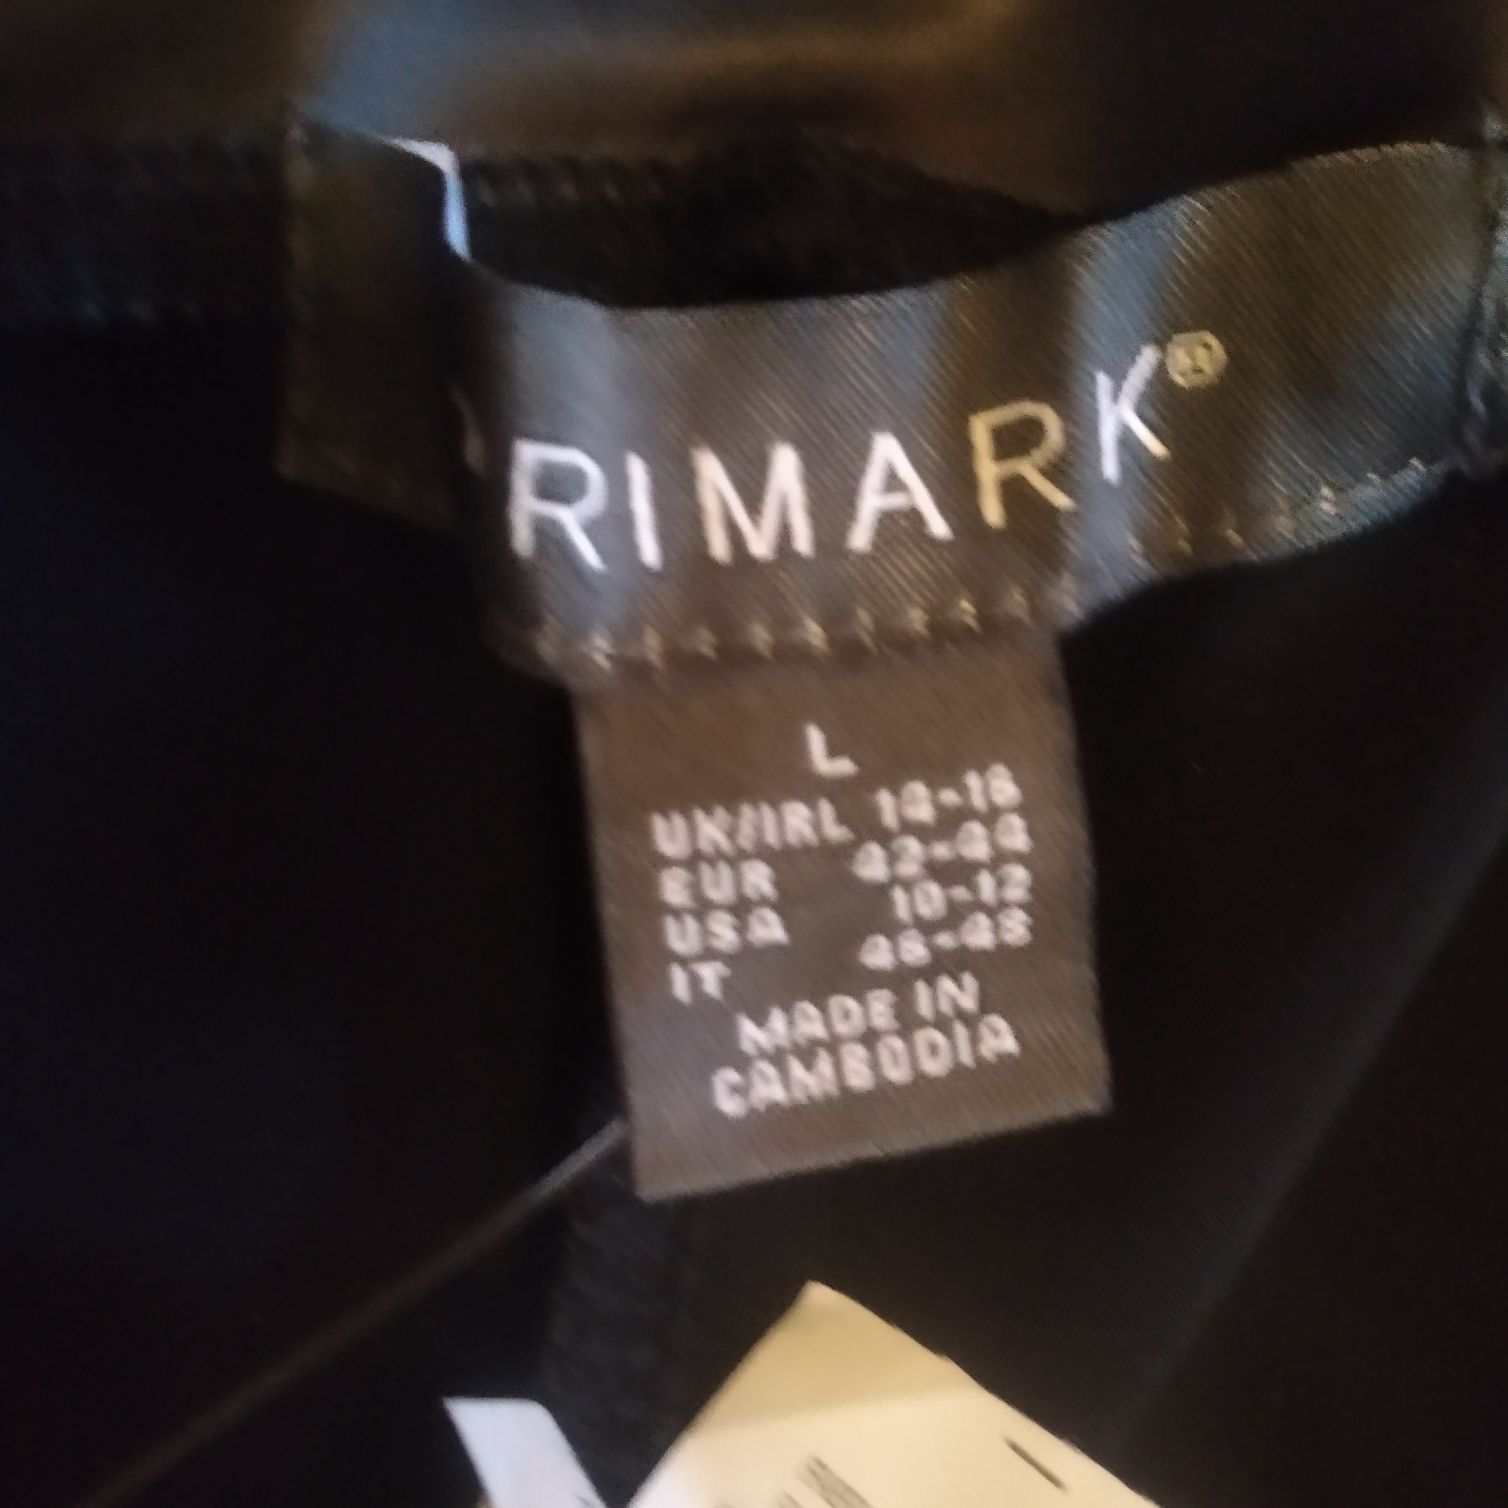 RIMARK®
L
UK/IRL 14-16
EUR 42-44
USA 10-12
IT 46-48
MADE IN
CAMBODIA